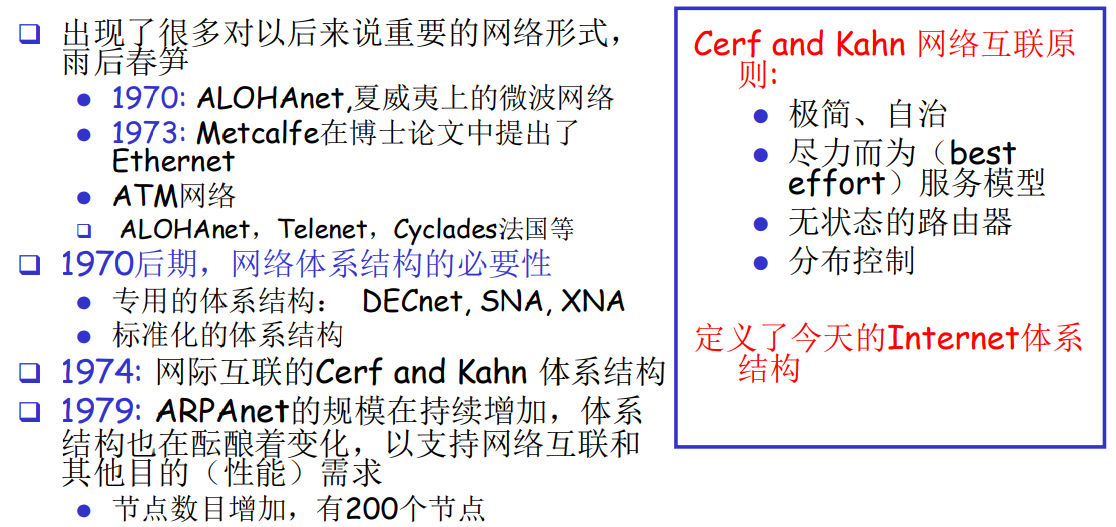 出现了很多对以后来说重要的网络形式，
雨后春笋
1970: ALOHAnet,夏威夷上的微波网络
1973: Metcalfe在博士论文中提出了
Ethernet
ATM网络
ALOHAnet，Telenet，Cyclades法国等
1970后期，网络体系结构的必要性
专用的体系结构： DECnet, SNA, XNA
标准化的体系结构
1974: 网际互联的Cerf and Kahn 体系结构
1979: ARPAnet的规模在持续增加，体系
结构也在酝酿着变化，以支持网络互联和
其他目的（性能）需求
节点数目增加，有200个节点
Cerf and Kahn 网络互联原
则:
极简、自治
尽力而为（best
effort）服务模型
无状态的路由器
分布控制
定义了今天的Internet体系
结构